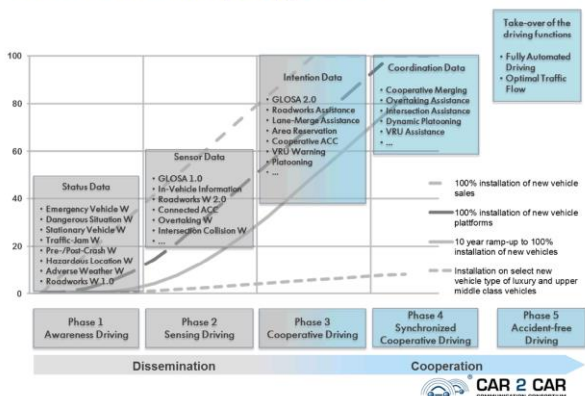 Take-over of the
driving functions
• Fully Automated
Driving
• Optimal Traffic
Flow
100
80
60
40
20
0
Intention Data
• GLOSA 2.0
• Roadworks Assistance
• Lane-Merge Assistance
• Area Reservation
• Cooperative ACC
• VRU Warning
• Platooning
• ...
Coordination Data
• Cooperative Merging
• Overtaking Assistance
• Intersection Assistance
• Dynamic Platooning
• VRU Assistance
• ...
Sensor Data
• GLOSA 1.0
• In-Vehicle Information
• Roadworks W 2.0
• Connected ACC
• Overtaking W
• Intersection Collision W
• ...
Status Data
• Emergency Vehicle W
• Dangerous Situation W
• Stationary Vehicle W
• Traffic-Jam W
• Pre-/Post-Crash W
• Hazardous Location W
• Adverse Weather W
• Roadworks W 1.0
100% installation of new vehicle
sales
100% installation of new vehicle
plattforms
10 year ramp-up to 100%
installation of new vehicles
Installation on select new
vehicle type of luxury and upper
middle class vehicles
Phase 1
Awareness Driving
Phase 2
Sensing Driving
Phase 3
Cooperative Driving
Phase 4
Synchronized
Cooperative Driving
Phase 5
Accident-free
Driving
Dissemination
Cooperation
CAR 2 CAR
COMMUNICATION CONSORTIUM